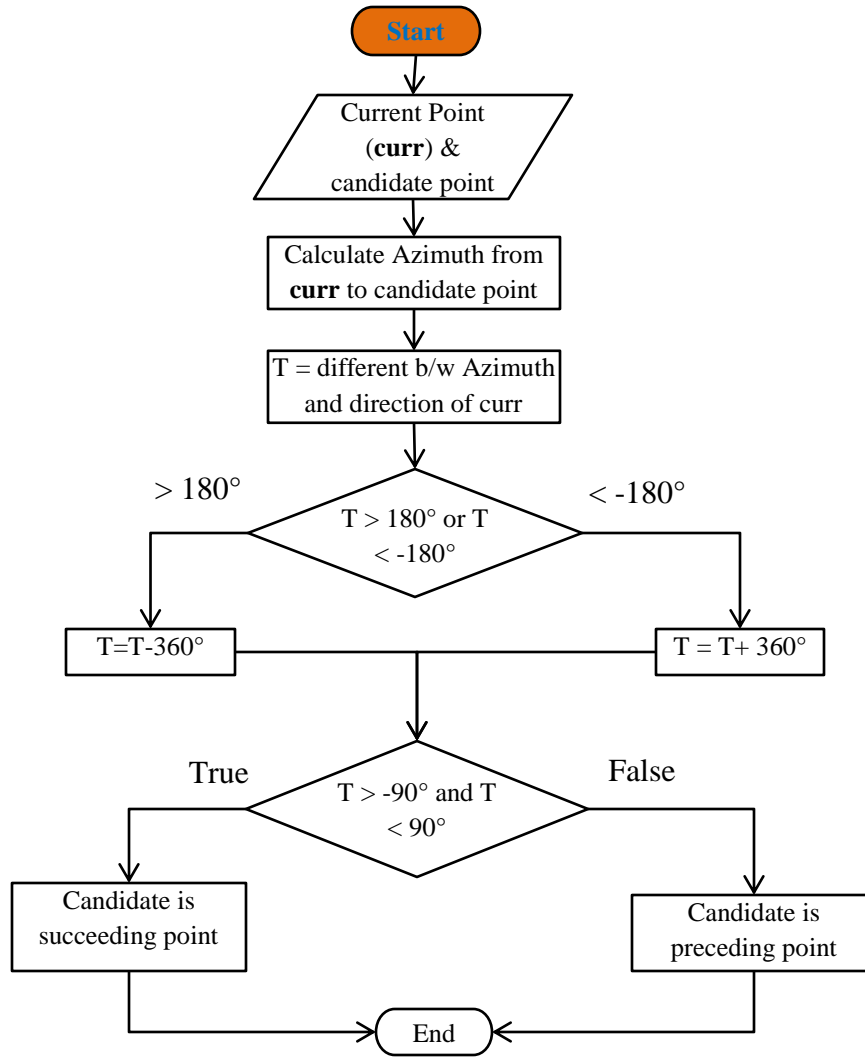 Start
Current Point
(curr) &
candidate point
Calculate Azimuth from
curr to candidate point
T = different b/w Azimuth
and direction of curr
> 180°
< -180°
T > 180° or T
< -180°
T=T-360°
T = T+ 360°
True
False
T > -90° and T
< 90°
Candidate is
succeeding point
Candidate is
preceding point
End